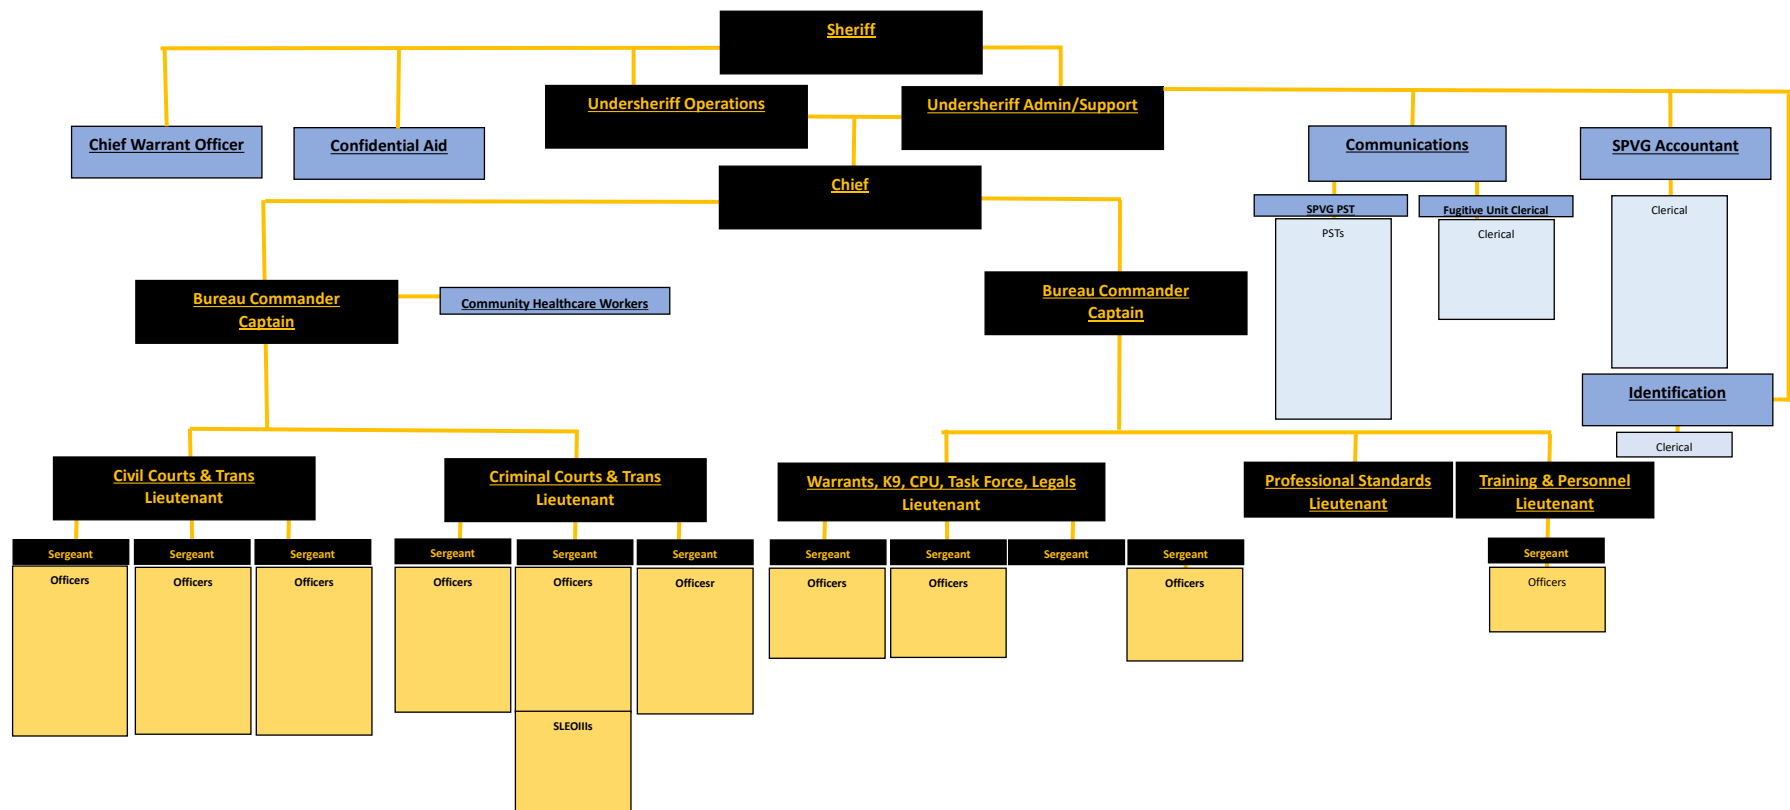 Sheriff
Undersheriff Operations
Undersheriff Admin/Support
Chief Warrant Officer
Confidential Aid
Communications
SPVG Accountant
Chief
SPVG PST
Fugitive Unit Clerical
Clerical
PSTs
Clerical
Bureau Commander
Captain
Community Healthcare Workers
Bureau Commander
Captain
Identification
Clerical
Civil Courts & Trans
Lieutenant
Criminal Courts & Trans
Lieutenant
Warrants, K9, CPU, Task Force, Legals
Lieutenant
Professional Standards
Lieutenant
Training & Personnel
Lieutenant
Sergeant
Sergeant
Sergeant
Sergeant
Sergeant
Sergeant
Sergeant
Sergeant
Sergeant
Sergeant
Sergeant
Officers
Officers
Officers
Officers
Officers
Officesr
Officers
Officers
Officers
Officers
SLEOIIIs